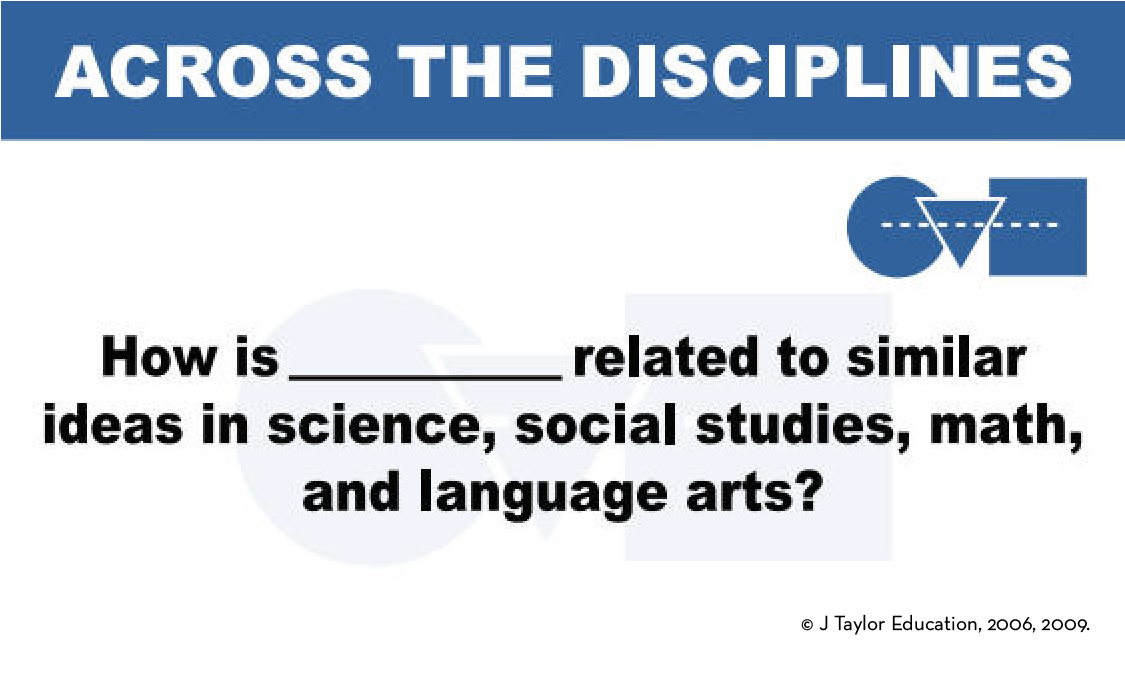 ACROSS THE DISCIPLINES
How is __________ related to similar
ideas in science, social studies, math,
and language arts?
© J Taylor Education, 2006, 2009.